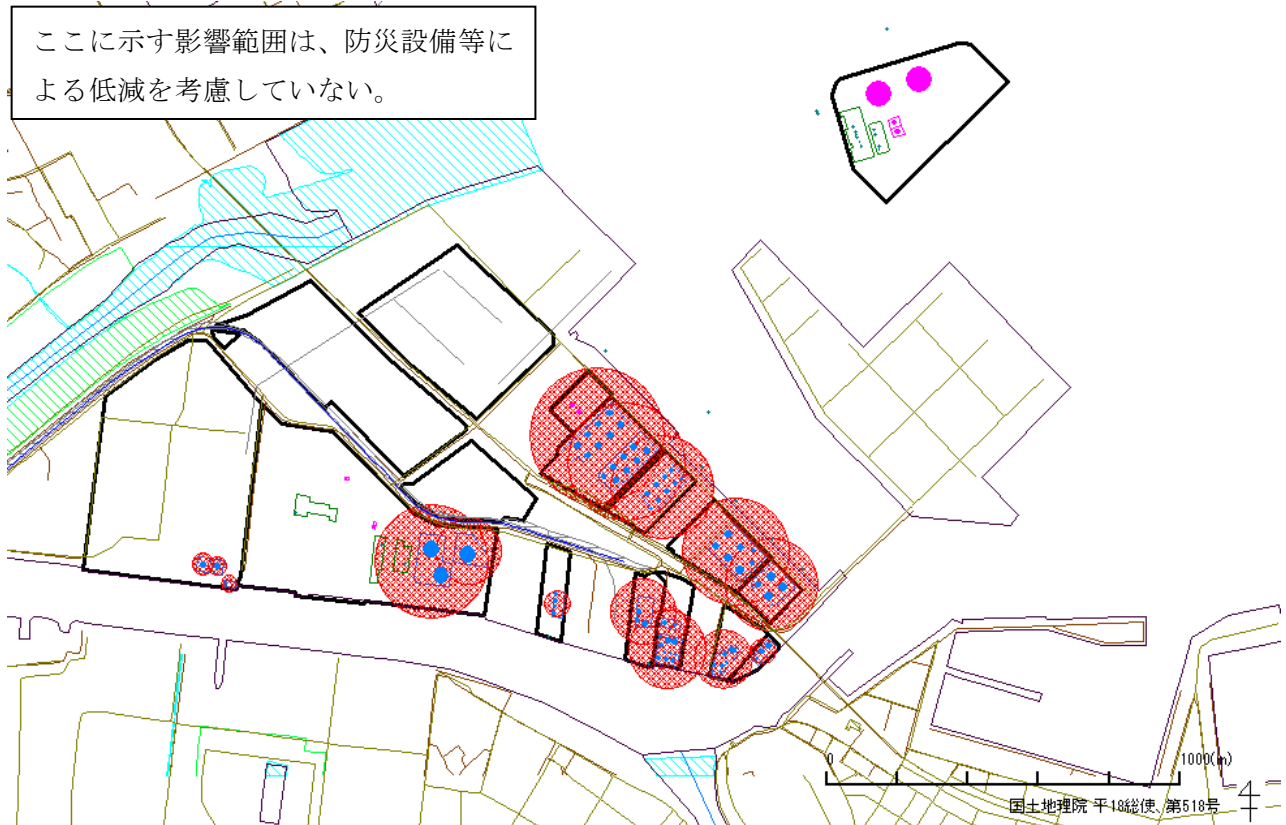 ここに示す影響範囲は、防災設備等に
よる低減を考慮していない。
0
1000(m)
国土地理院 平18総使、第518号